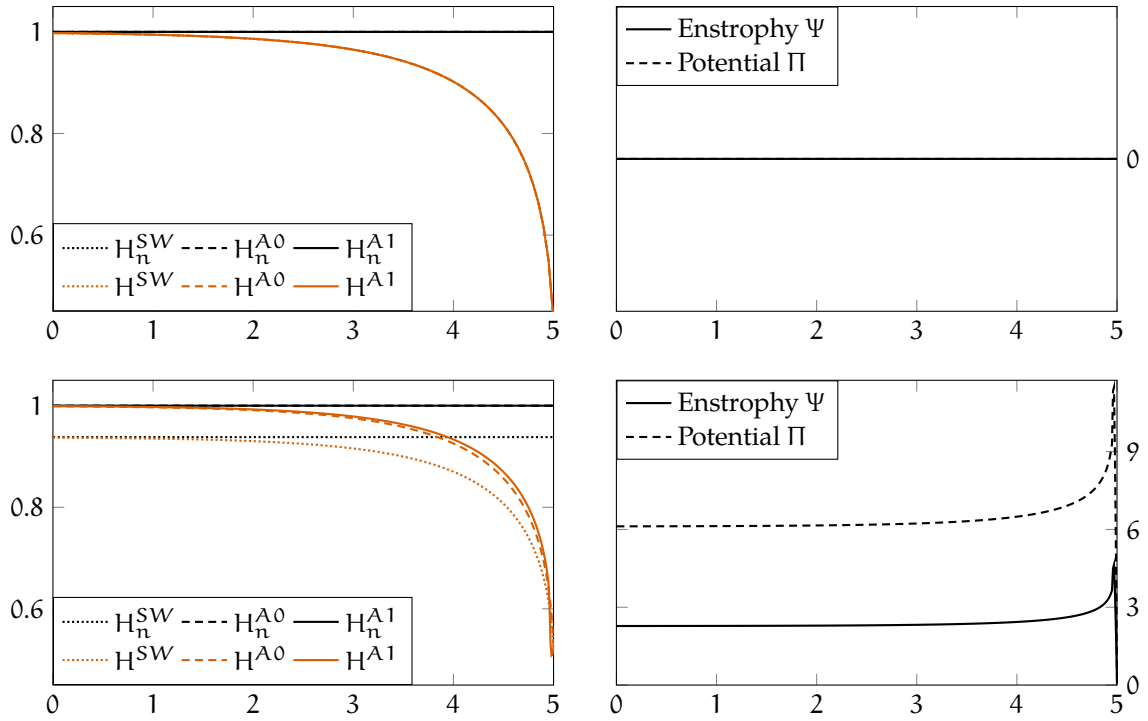 1
0.8
0.6
H_n^{SW} H_n^{A0} H_n^{A1}
H^{SW} H^{A0} H^{A1}
0 1 2 3 4 5
Enstrophy Ψ
Potential Π
0
0 1 2 3 4 5
1
0.8
0.6
H_n^{SW} H_n^{A0} H_n^{A1}
H^{SW} H^{A0} H^{A1}
0 1 2 3 4 5
Enstrophy Ψ
Potential Π
9
6
3
0
0 1 2 3 4 5